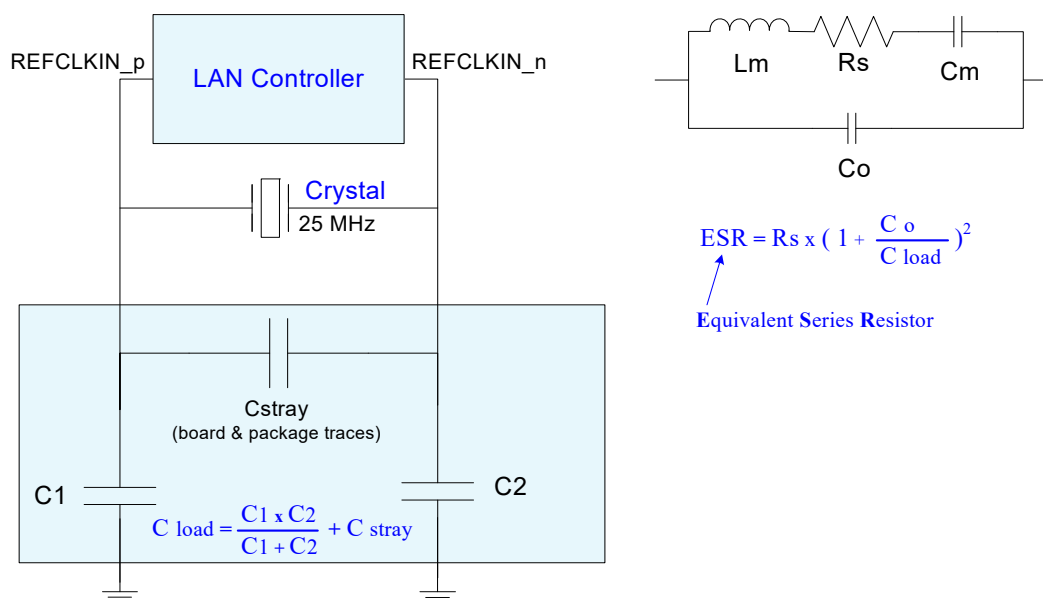 REFCLKIN_p
LAN Controller
REFCLKIN_n
Crystal
25 MHz
Cstray
(board & package traces)
C1
C2
C load = C1 x C2 / C1 + C2 + C stray
Lm
Rs
Cm
Co
ESR = Rs x ( 1 + C o / C load )²
Equivalent Series Resistor